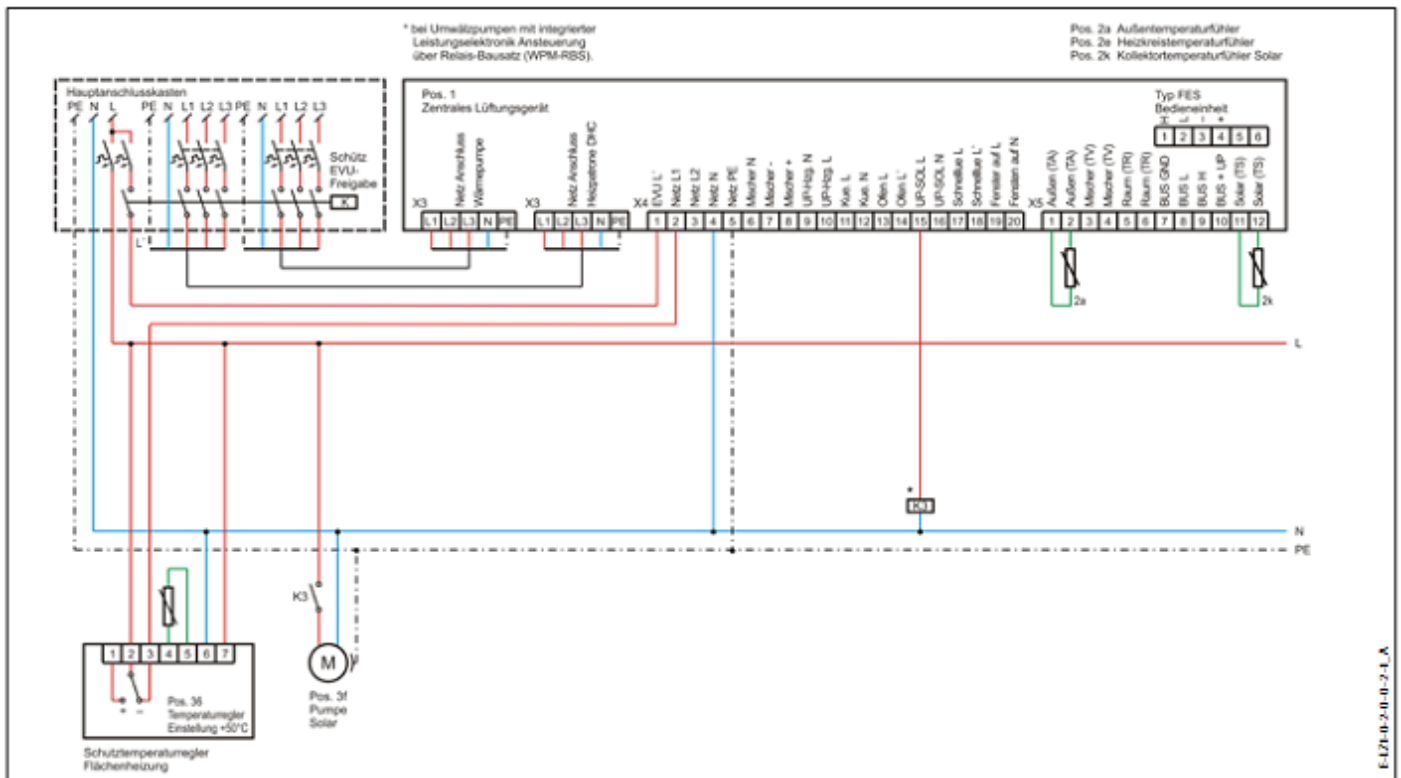 * bei Umwälzpumpen mit integrierter
Leistungselektronik Ansteuerung
über Relais-Bausatz (WPM-RBS).
Pos. 2a Außentemperaturfühler
Pos. 2e Heizkreistemperaturfühler
Pos. 2k Kollektortemperaturfühler Solar
Hauptanschlusskasten
PE N L PE N L1 L2 L3 PE N L1 L2 L3
Schütz
EVU-
Freigabe
K
L'
Pos. 1
Zentrales Lüftungsgerät
Netz Anschluss
Wärmepumpe
X3
L1 L2 L3 N PE
Netz Anschluss
Heizpatrone DHC
X3
L1 L2 L3 N PE
X4
EVU L'
Netz L1
Netz L2
Netz N
Netz PE
Mischer N
Mischer -
Mischer +
UP-Hzg. N
UP-Hzg. L
Kue. L
Kue. N
Ofen L
Ofen L'
UP-SOL L
UP-SOL N
Schnellüe L
Schnellüe L'
Fenster auf L
Fensten auf N
1 2 3 4 5 6 7 8 9 10 11 12 13 14 15 16 17 18 19 20
Typ FES
Bedieneinheit
H L - +
1 2 3 4 5 6
X5
Außen (TA)
Außen (TA)
Mischer (TV)
Mischer (TV)
Raum (TR)
Raum (TR)
BUS GND
BUS L
BUS H
BUS + UP
Solar (TS)
Solar (TS)
1 2 3 4 5 6 7 8 9 10 11 12
2a
2k
L
*
K3
N
PE
K3
1 2 3 4 5 6 7
+ -
Pos. 36
Temperaturregler
Einstellung +50°C
Schutztemperaturregler
Flächenheizung
M
Pos. 3f
Pumpe
Solar